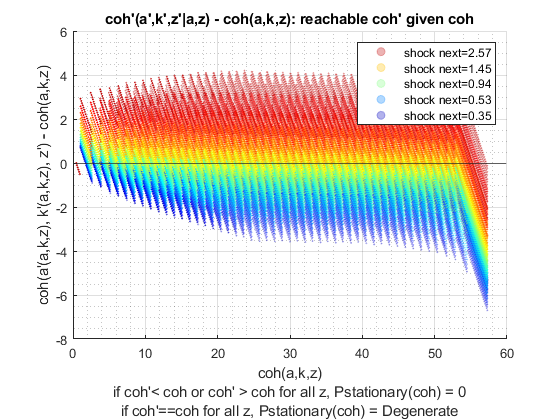 coh'(a',k',z'|a,z) - coh(a,k,z): reachable coh' given coh
6
4
2
0
-2
-4
-6
-8
coh(a'(a,k,z), k'(a,k,z), z') - coh(a,k,z)
shock next=2.57
shock next=1.45
shock next=0.94
shock next=0.53
shock next=0.35
0 10 20 30 40 50 60
coh(a,k,z)
if coh'< coh or coh' > coh for all z, Pstationary(coh) = 0
if coh'==coh for all z, Pstationary(coh) = Degenerate